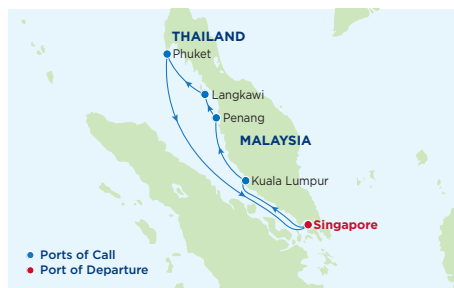 THAILAND
Phuket
Langkawi
Penang
MALAYSIA
Kuala Lumpur
Singapore
Ports of Call
Port of Departure